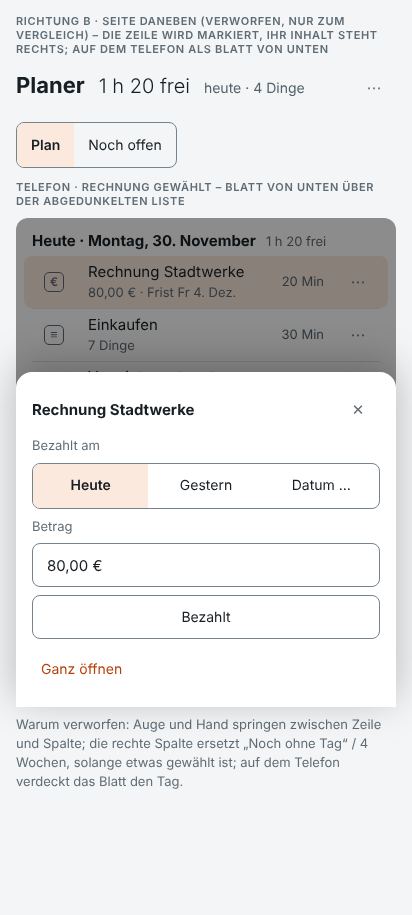 RICHTUNG B · SEITE DANEBEN (VERWORFEN, NUR ZUM
VERGLEICH) – DIE ZEILE WIRD MARKIERT, IHR INHALT STEHT
RECHTS; AUF DEM TELEFON ALS BLATT VON UNTEN
Planer 1 h 20 frei heute · 4 Dinge ...
Plan Noch offen
TELEFON · RECHNUNG GEWÄHLT – BLATT VON UNTEN ÜBER
DER ABGEDUNKELTEN LISTE
Heute · Montag, 30. November 1 h 20 frei
€ Rechnung Stadtwerke 20 Min ...
80,00 € · Frist Fr 4. Dez.
≡ Einkaufen 30 Min ...
7 Dinge
Rechnung Stadtwerke ×
Bezahlt am
Heute Gestern Datum ...
Betrag
80,00 €
Bezahlt
Ganz öffnen
Warum verworfen: Auge und Hand springen zwischen Zeile
und Spalte; die rechte Spalte ersetzt „Noch ohne Tag“ / 4
Wochen, solange etwas gewählt ist; auf dem Telefon
verdeckt das Blatt den Tag.